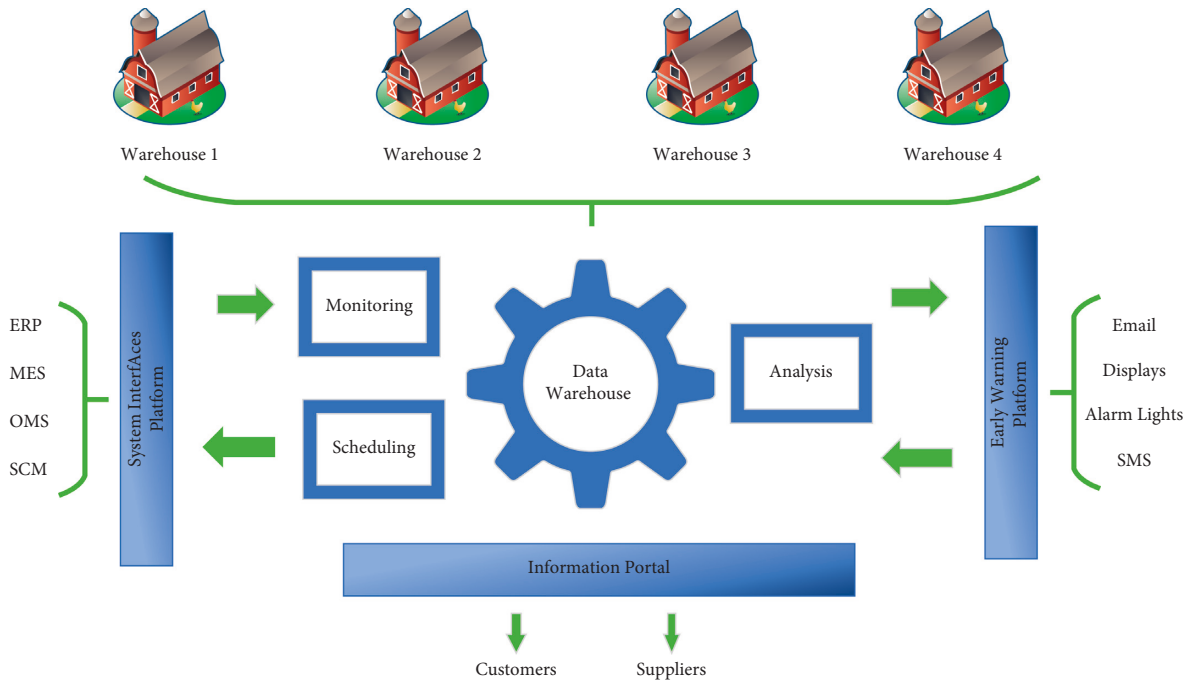 Warehouse 1
Warehouse 2
Warehouse 3
Warehouse 4
ERP
MES
OMS
SCM
System InterfAces
Platform
Monitoring
Scheduling
Data
Warehouse
Analysis
Early Warning
Platform
Email
Displays
Alarm Lights
SMS
Information Portal
Customers
Suppliers